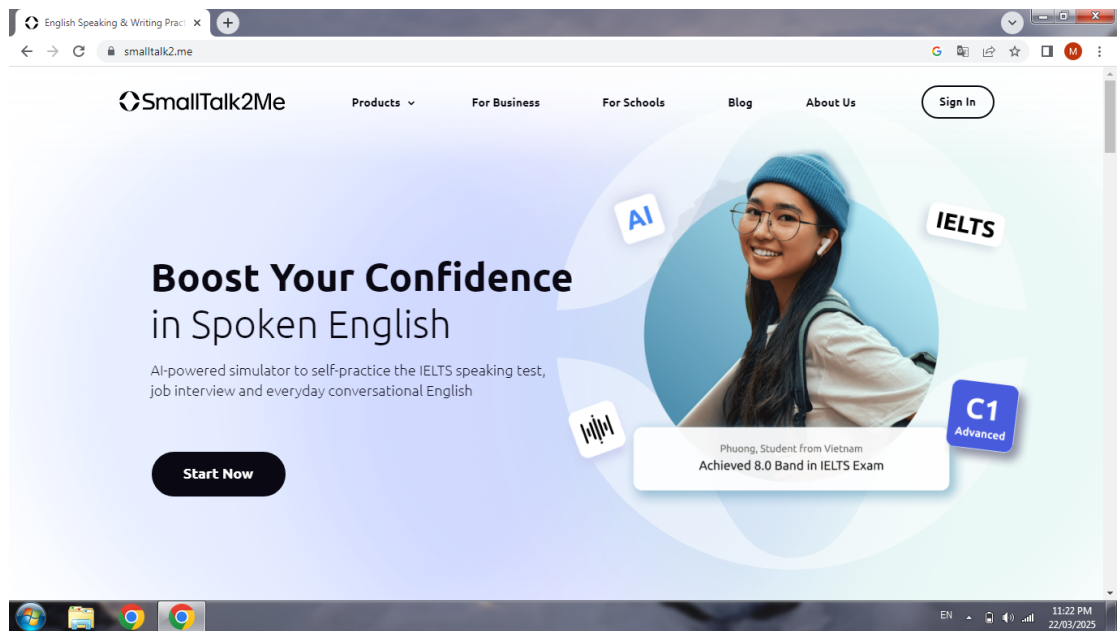 English Speaking & Writing Prac
smalltalk2.me
M
SmallTalk2Me
Products
For Business
For Schools
Blog
About Us
Sign In
AI
IELTS
Boost Your Confidence
in Spoken English
AI-powered simulator to self-practice the IELTS speaking test,
job interview and everyday conversational English
C1
Advanced
Phuong, Student from Vietnam
Achieved 8.0 Band in IELTS Exam
Start Now
EN
11:22 PM
22/03/2025